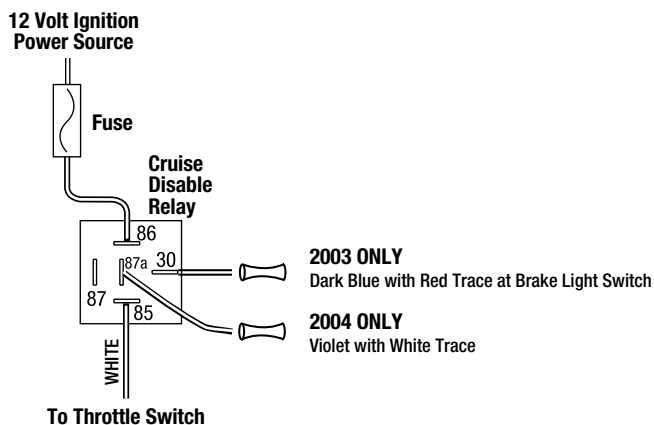 12 Volt Ignition
Power Source
Fuse
Cruise
Disable
Relay
86
87a
30
87
85
2003 ONLY
Dark Blue with Red Trace at Brake Light Switch
2004 ONLY
Violet with White Trace
WHITE
To Throttle Switch